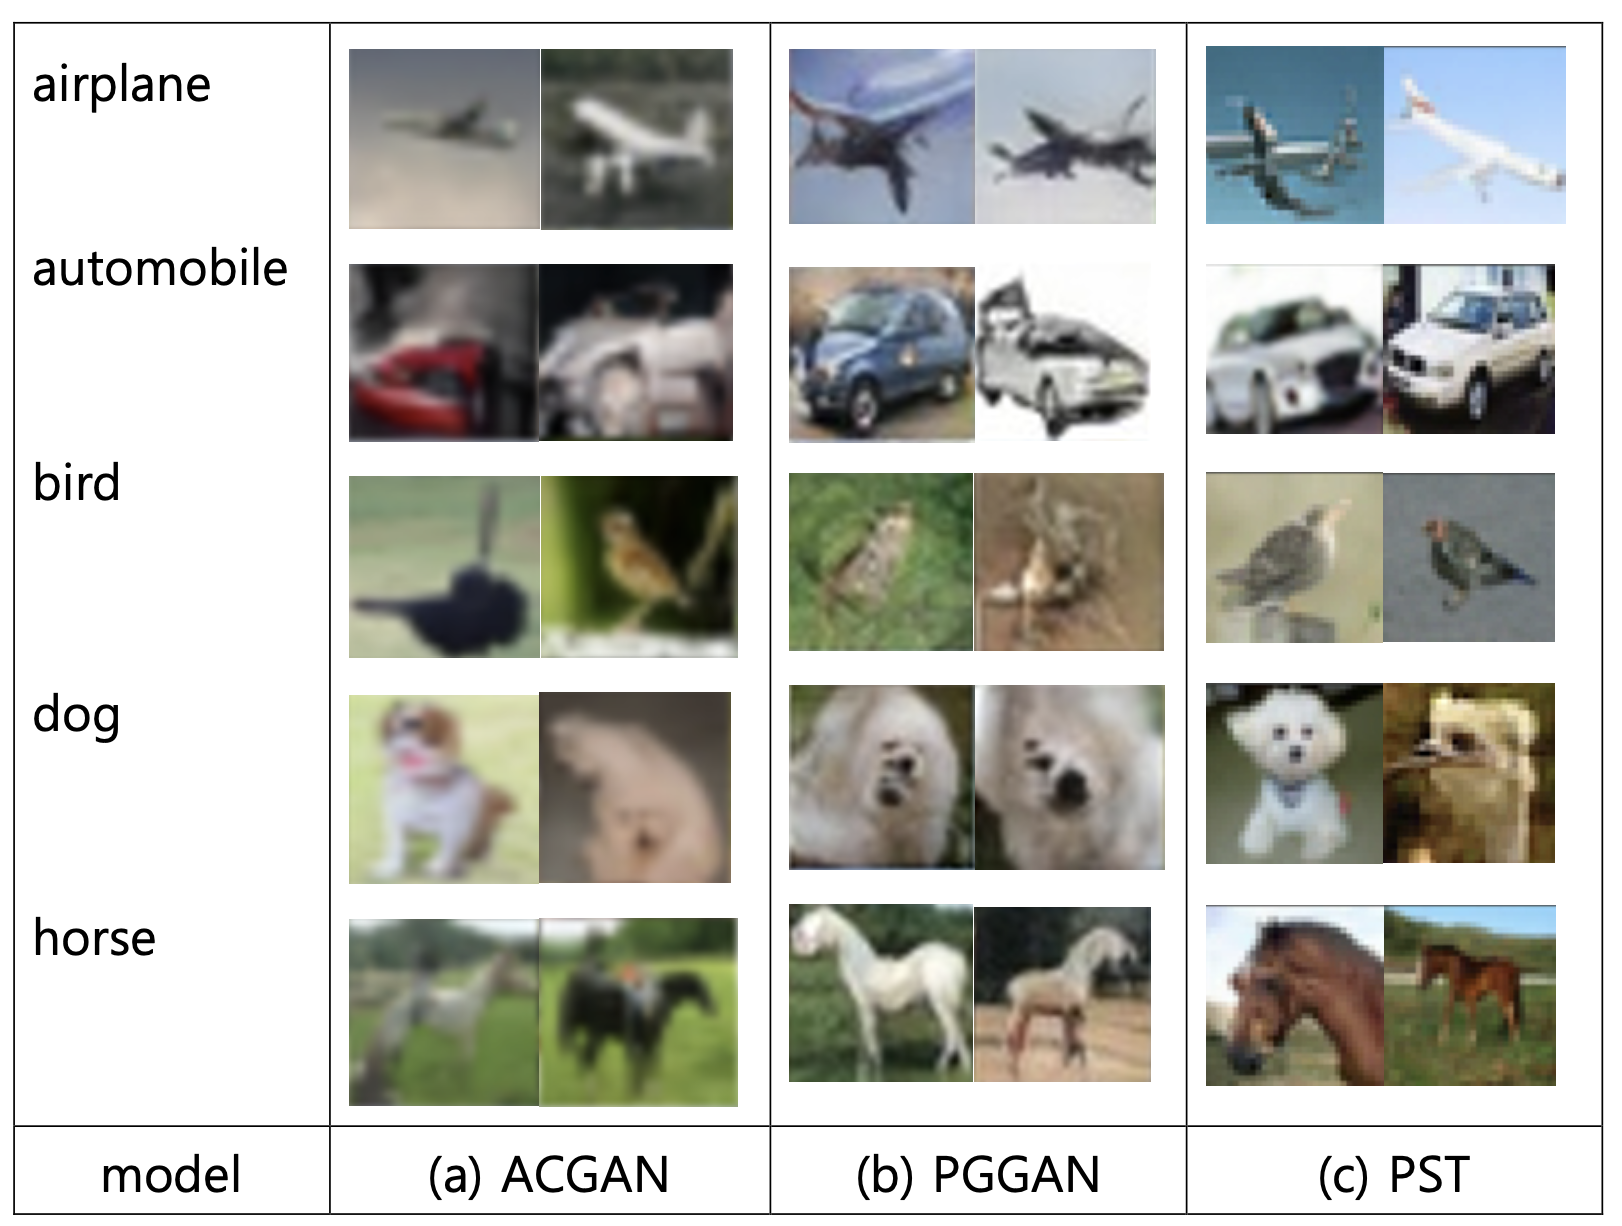 airplane
automobile
bird
dog
horse
model (a) ACGAN (b) PGGAN (c) PST